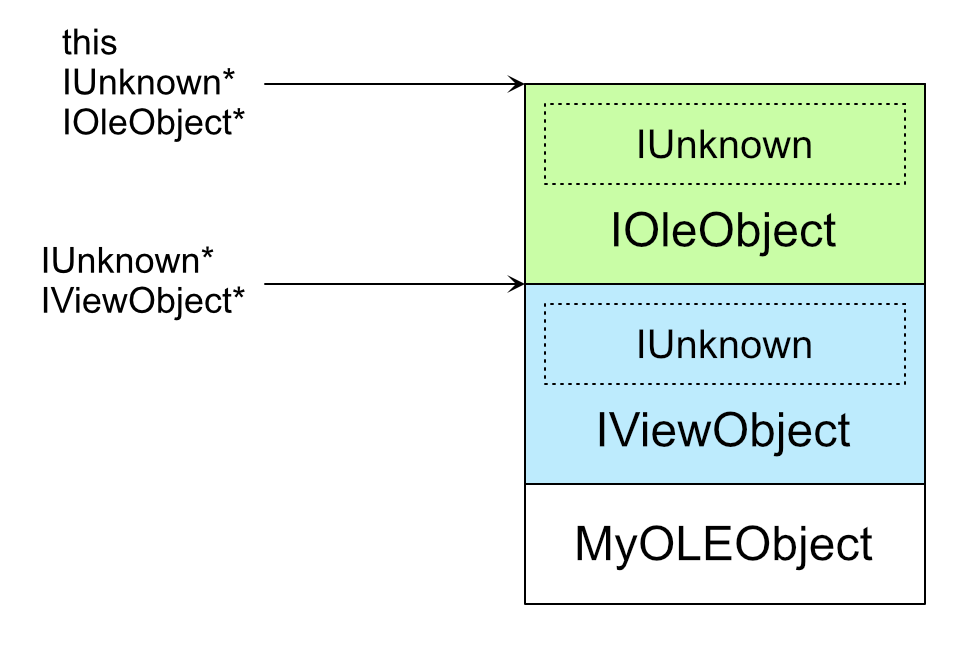 this
IUnknown*
IOleObject*
IUnknown
IOleObject
IUnknown*
IViewObject*
IUnknown
IViewObject
MyOLEObject